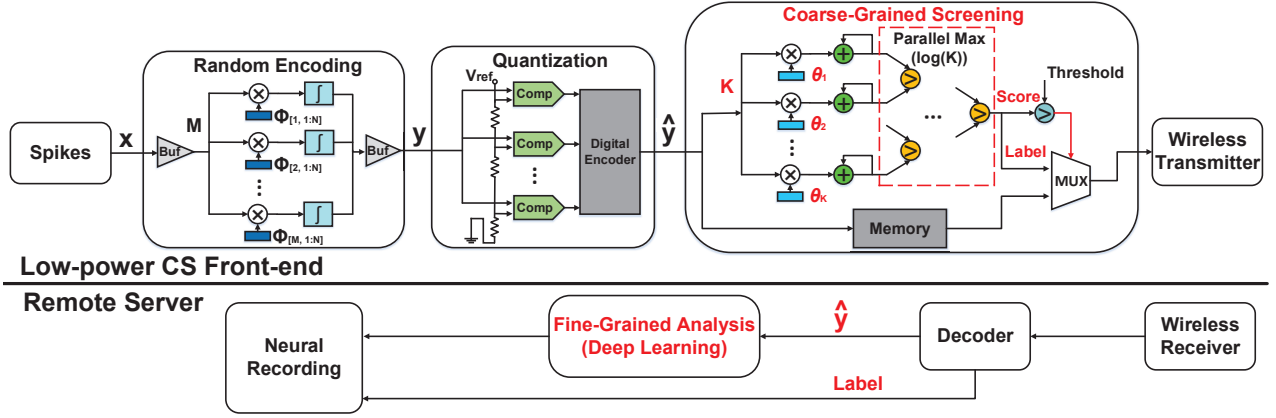 Coarse-Grained Screening
Random Encoding
Quantization
Parallel Max
(log(K))
Spikes
x
Buf
M
Φ[1, 1:N]
∫
Φ[2, 1:N]
∫
Φ[M, 1:N]
∫
Buf
y
Vref
Comp
Comp
Comp
Digital
Encoder
ŷ
K
θ1
θ2
θK
Threshold
Score
Label
MUX
Memory
Wireless
Transmitter
Low-power CS Front-end
Remote Server
Neural
Recording
Fine-Grained Analysis
(Deep Learning)
ŷ
Label
Decoder
Wireless
Receiver